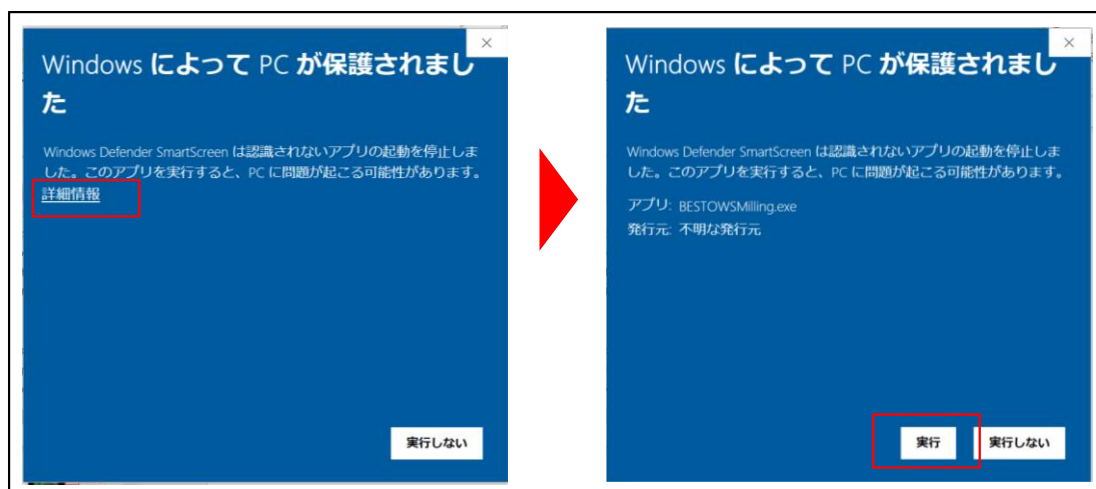 Windows によって PC が保護されまし
た
Windows Defender SmartScreen は認識されないアプリの起動を停止しま
した。このアプリを実行すると、PC に問題が起こる可能性があります。
詳細情報
実行しない
Windows によって PC が保護されまし
た
Windows Defender SmartScreen は認識されないアプリの起動を停止しま
した。このアプリを実行すると、PC に問題が起こる可能性があります。
アプリ: BESTOWSMilling.exe
発行元: 不明な発行元
実行 実行しない